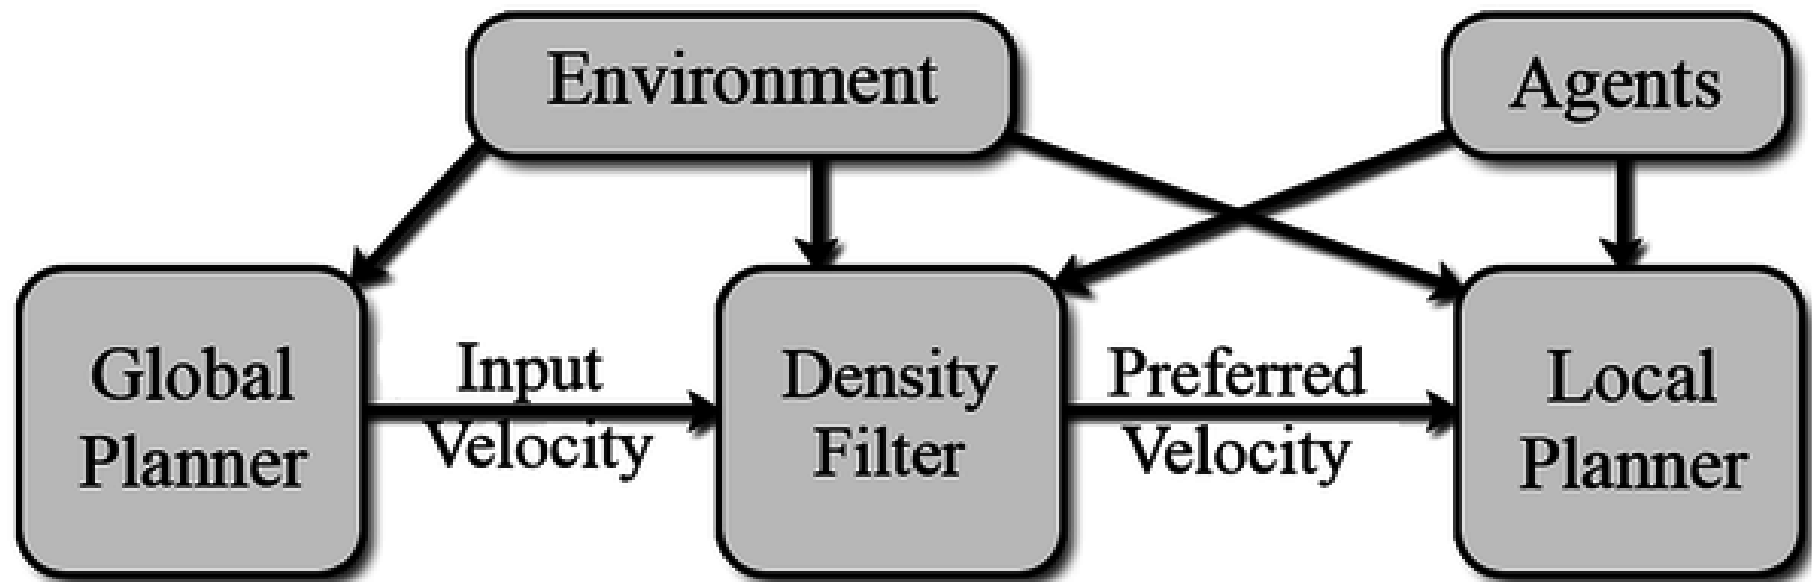 Environment
Agents
Global
Planner
Input
Velocity
Density
Filter
Preferred
Velocity
Local
Planner